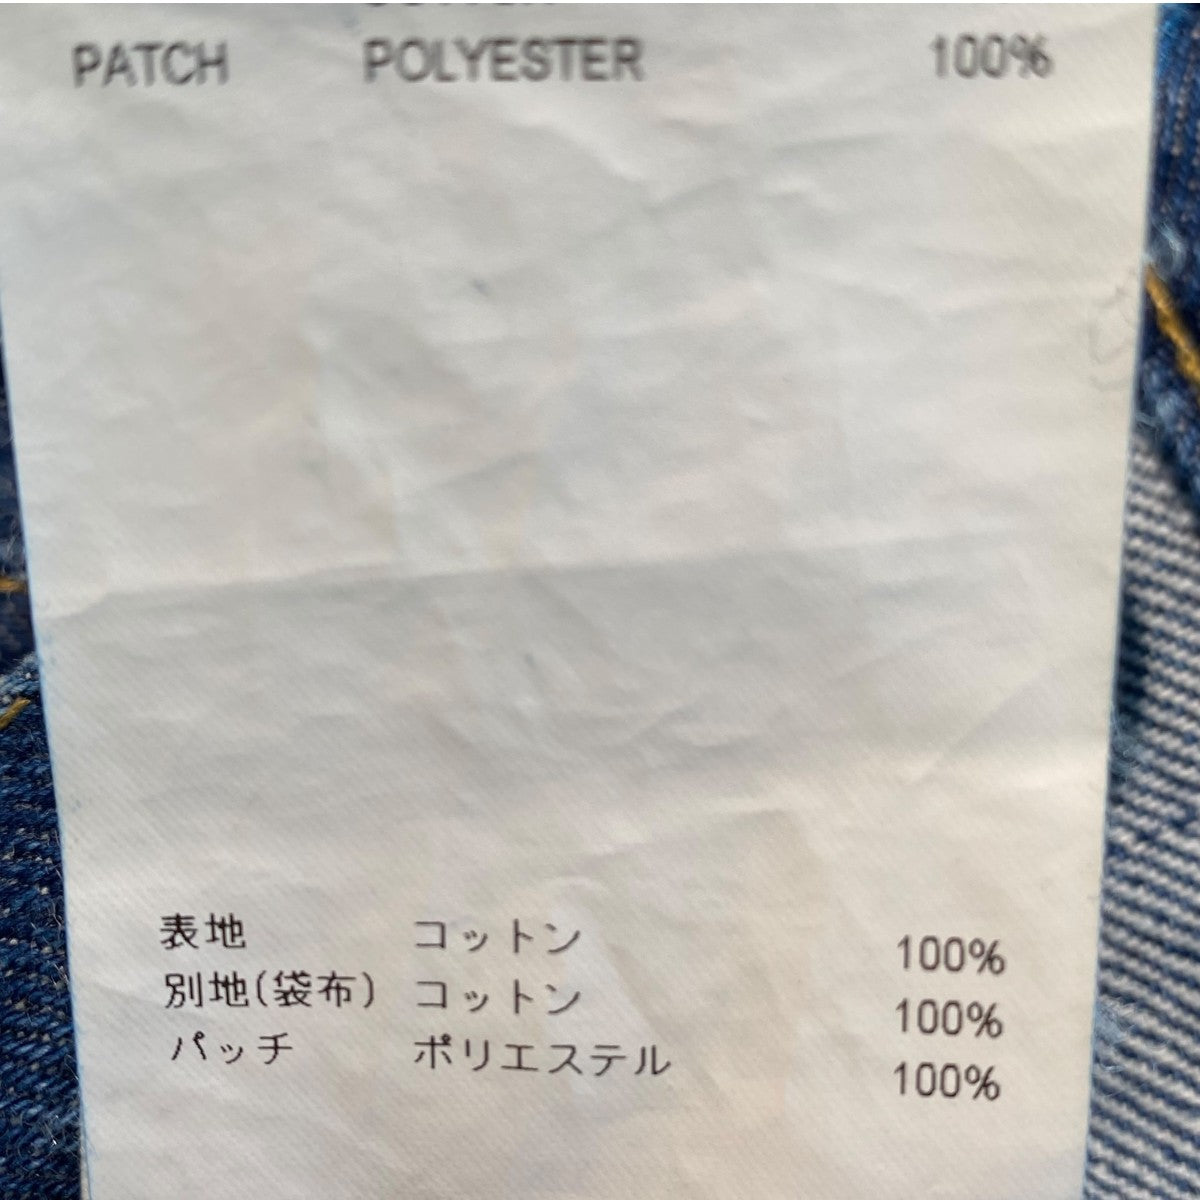 PATCH POLYESTER 100%
表地 コットン 100%
別地(袋布) コットン 100%
パッチ ポリエステル 100%